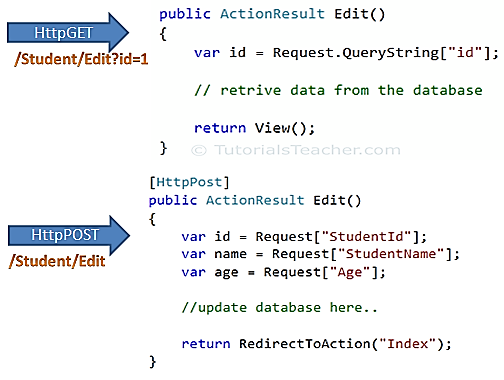 HttpGET
/Student/Edit?id=1
public ActionResult Edit()
{
var id = Request.QueryString["id"];
// retrive data from the database
return View();
}
© TutorialsTeacher.com
HttpPOST
/Student/Edit
[HttpPost]
public ActionResult Edit()
{
var id = Request["StudentId"];
var name = Request["StudentName"];
var age = Request["Age"];
//update database here..
return RedirectToAction("Index");
}